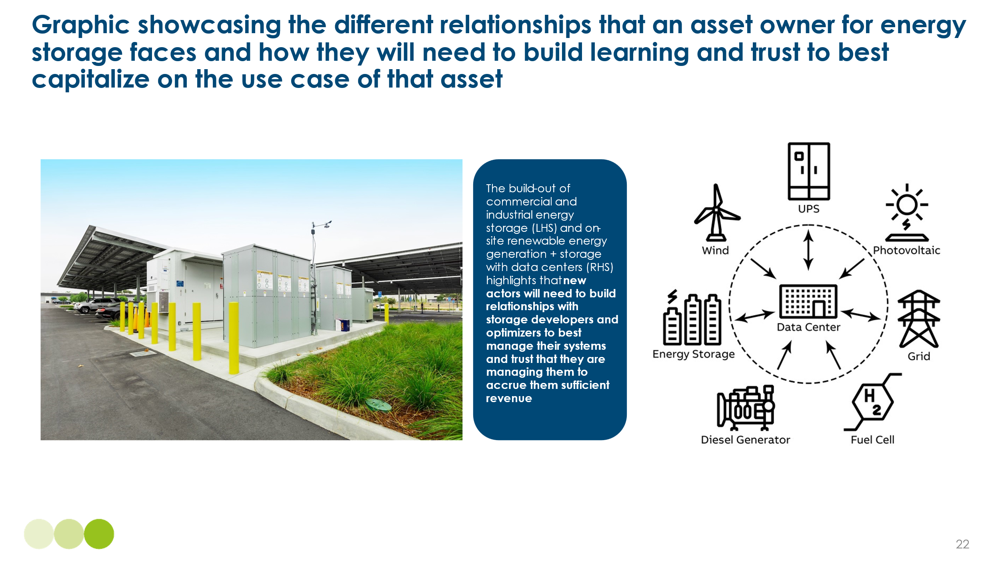 Graphic showcasing the different relationships that an asset owner for energy
storage faces and how they will need to build learning and trust to best
capitalize on the use case of that asset
The build-out of
commercial and
industrial energy
storage (LHS) and on-
site renewable energy
generation + storage
with data centers (RHS)
highlights that new
actors will need to build
relationships with
storage developers and
optimizers to best
manage their systems
and trust that they are
managing them to
accrue them sufficient
revenue
UPS
Wind
Photovoltaic
Data Center
Energy Storage
Grid
H
2
Diesel Generator
Fuel Cell
22